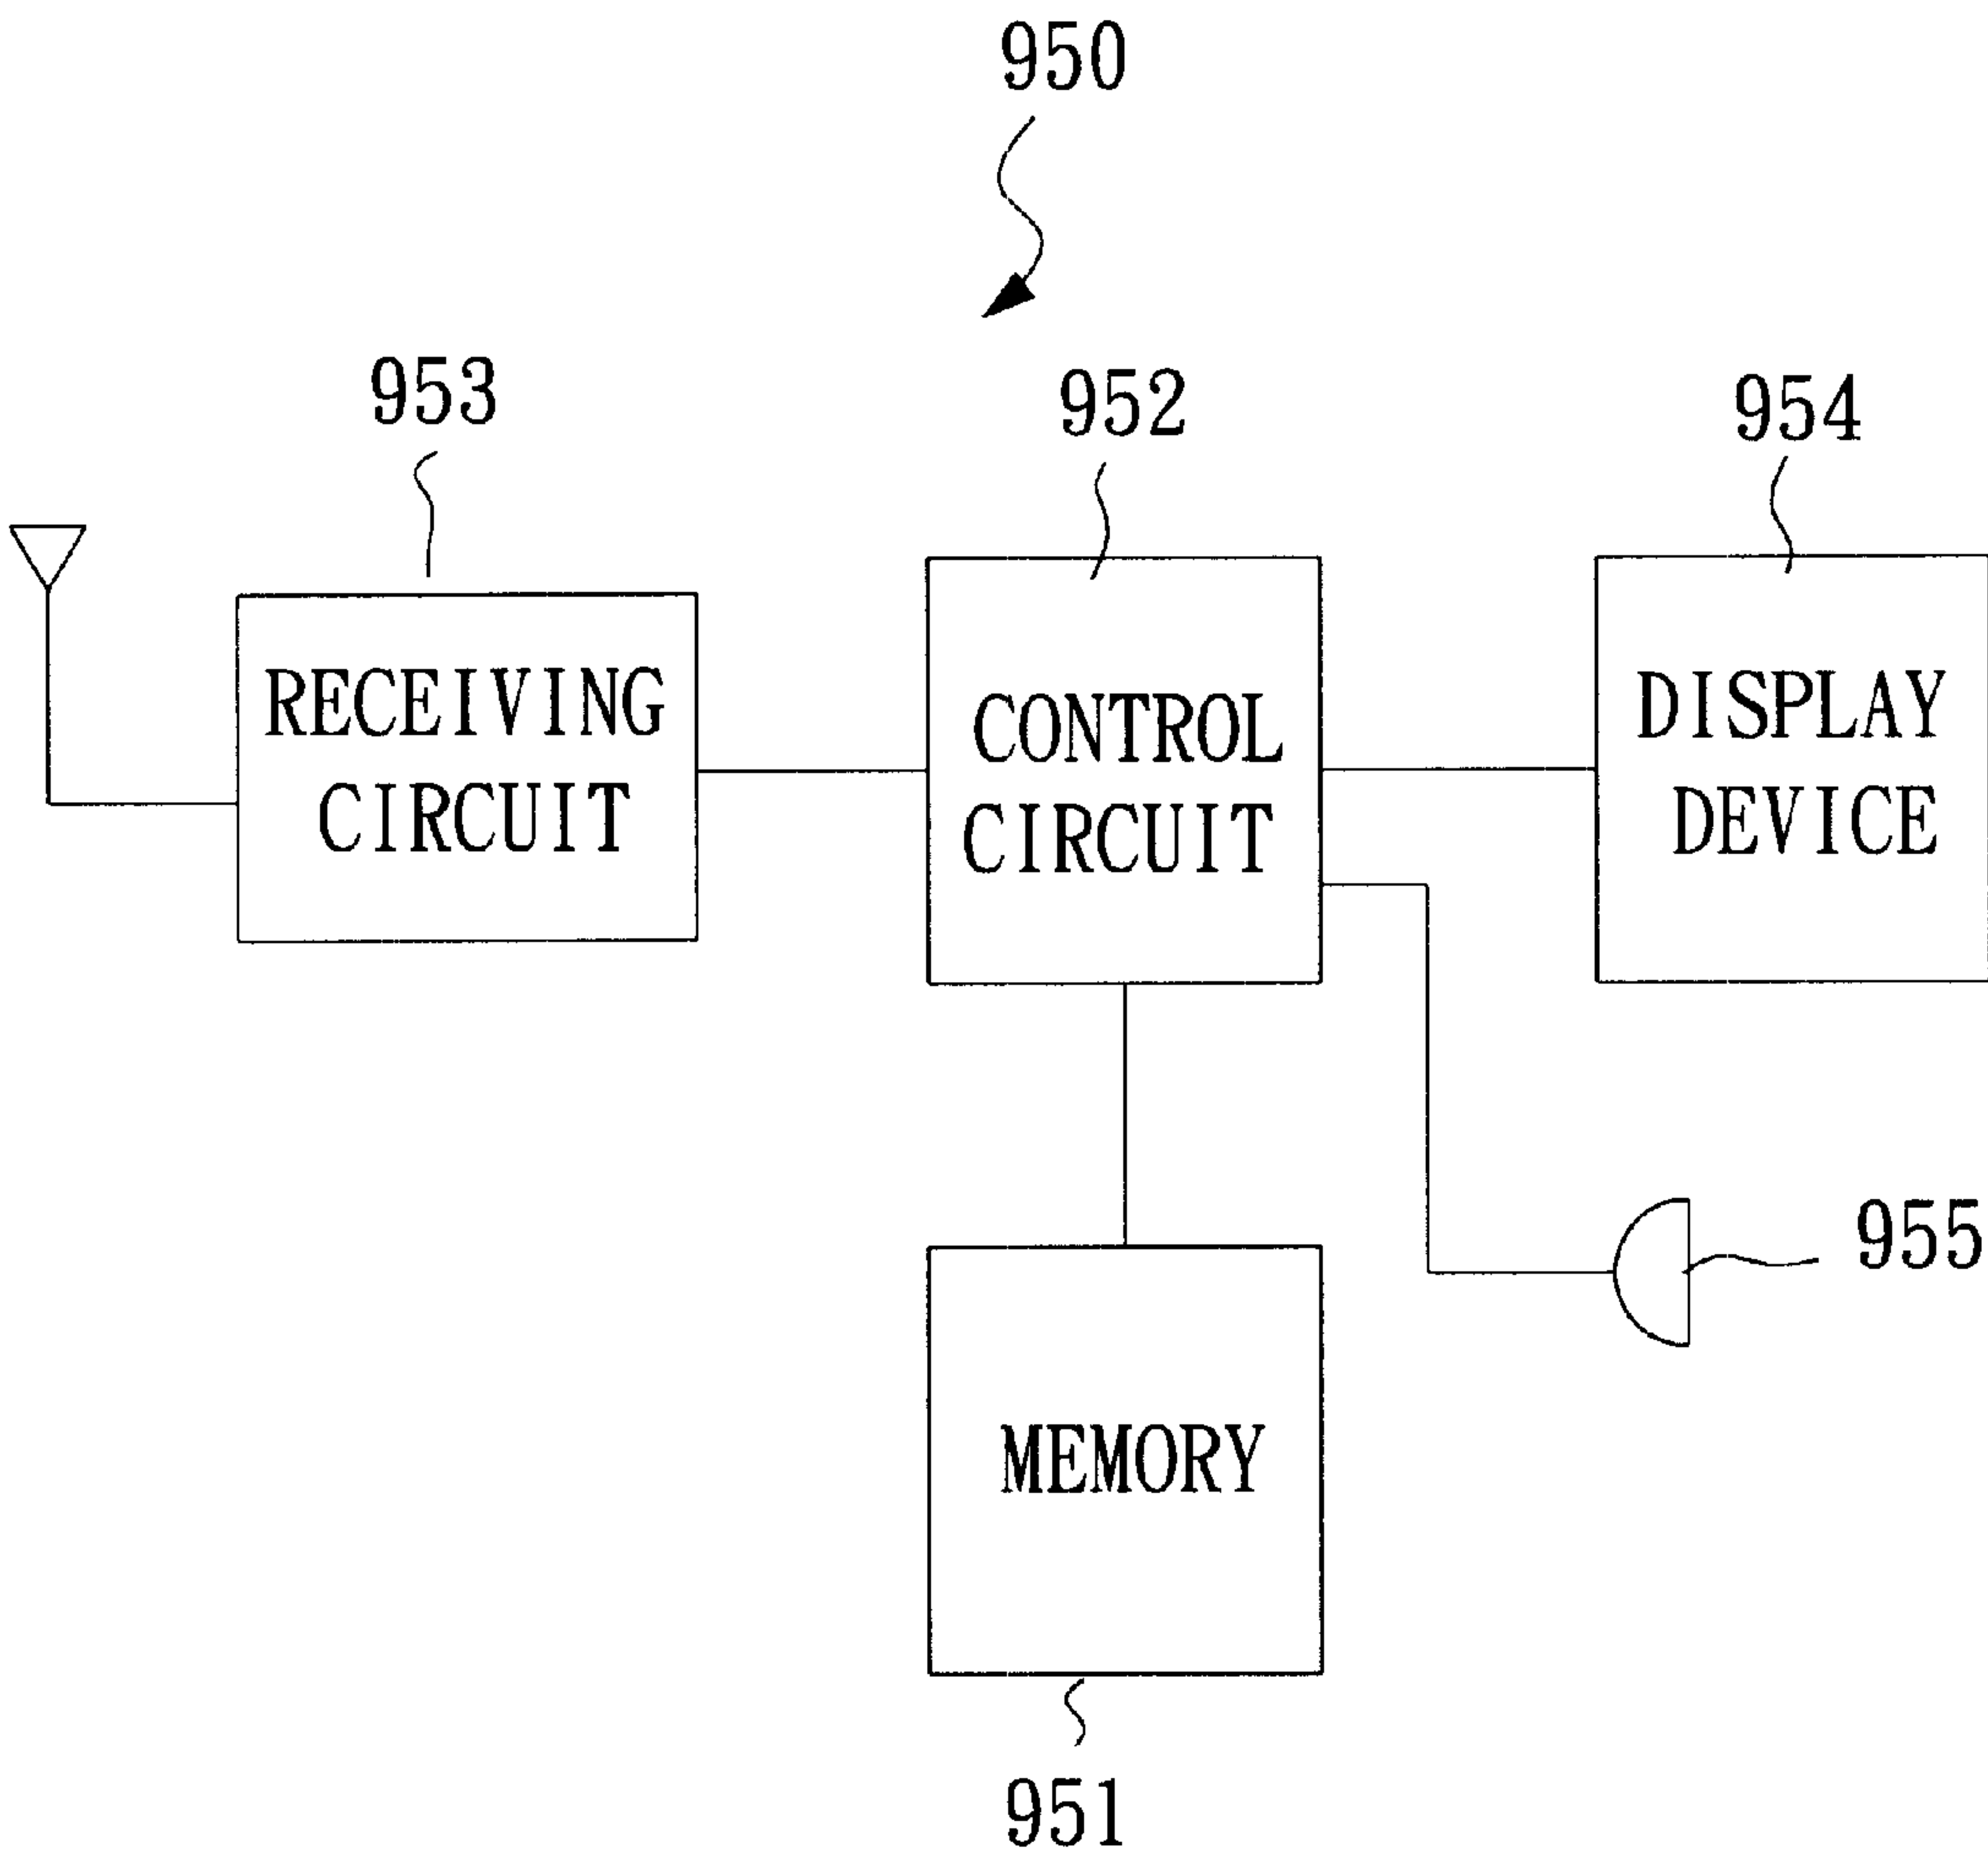 950
953
952
954
RECEIVING
CIRCUIT
CONTROL
CIRCUIT
DISPLAY
DEVICE
955
MEMORY
951